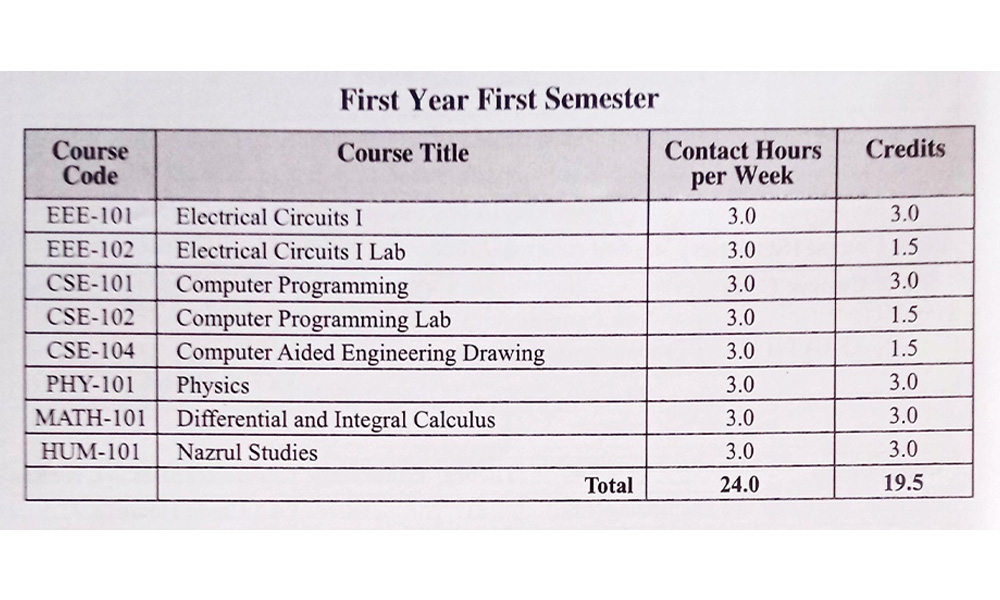 First Year First Semester
Course Code Course Title Contact Hours per Week Credits
EEE-101 Electrical Circuits I 3.0 3.0
EEE-102 Electrical Circuits I Lab 3.0 1.5
CSE-101 Computer Programming 3.0 3.0
CSE-102 Computer Programming Lab 3.0 1.5
CSE-104 Computer Aided Engineering Drawing 3.0 1.5
PHY-101 Physics 3.0 3.0
MATH-101 Differential and Integral Calculus 3.0 3.0
HUM-101 Nazrul Studies 3.0 3.0
Total 24.0 19.5